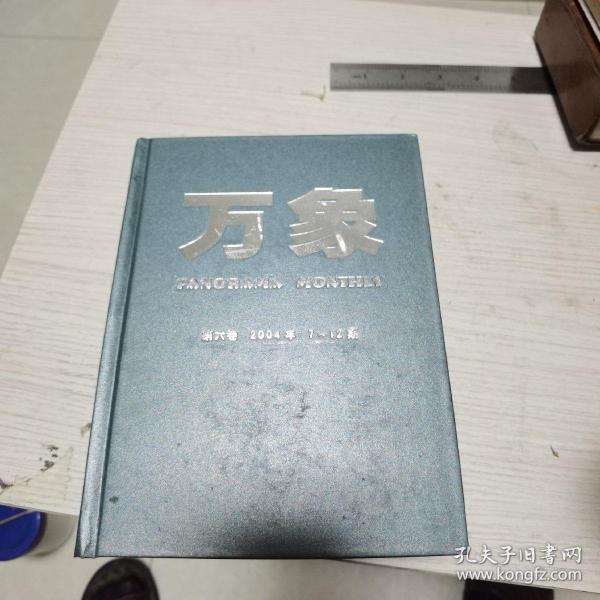 万象
PANORAMA MONTHLY
第六卷 2004年 7-12期
孔夫子旧書网
www.kongfz.com